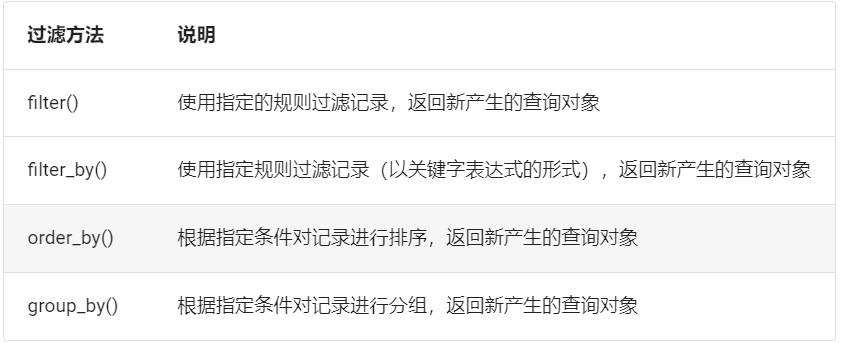 过滤方法 说明
filter() 使用指定的规则过滤记录，返回新产生的查询对象
filter_by() 使用指定规则过滤记录（以关键字表达式的形式），返回新产生的查询对象
order_by() 根据指定条件对记录进行排序，返回新产生的查询对象
group_by() 根据指定条件对记录进行分组，返回新产生的查询对象